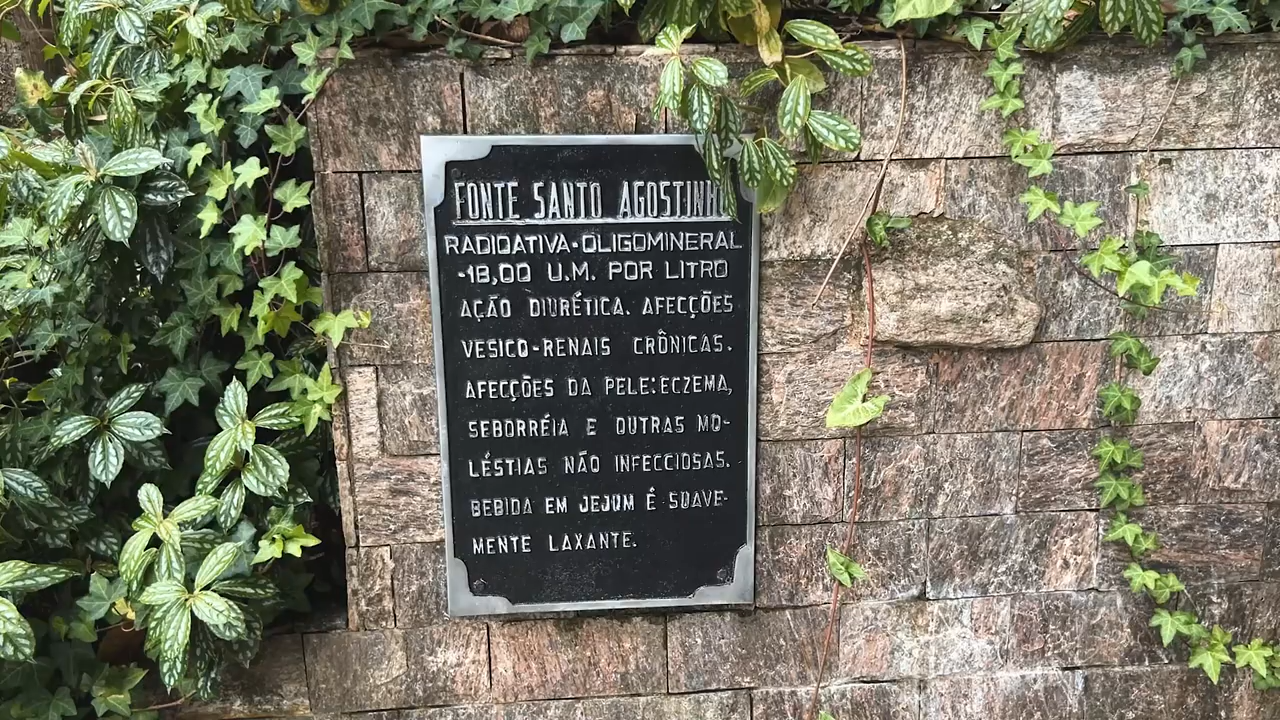 FONTE SANTO AGOSTINHO
RADIOATIVA-OLIGOMINERAL
-18,00 U.M. POR LITRO
AÇÃO DIURÉTICA. AFECÇÕES
VESICO-RENAIS CRÔNICAS.
AFECÇÕES DA PELE:ECZEMA,
SEBORRÉIA E OUTRAS MO-
LÉSTIAS NÃO INFECCIOSAS.
BEBIDA EM JEJUM É SUAVE-
MENTE LAXANTE.